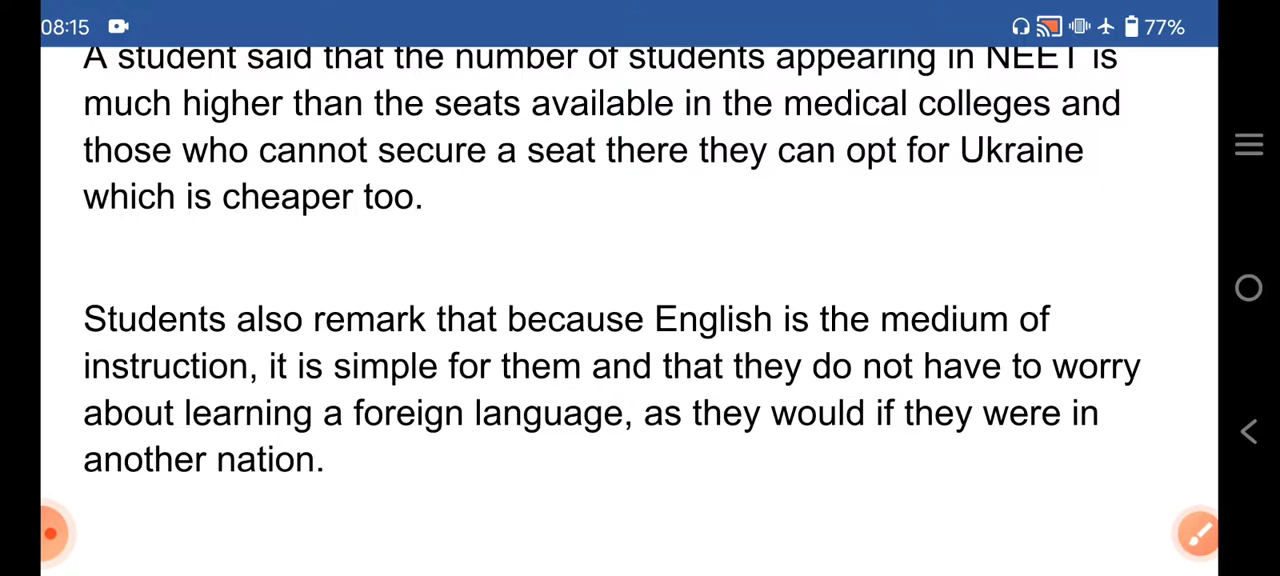 08:15
77%
A student said that the number of students appearing in NEET is
much higher than the seats available in the medical colleges and
those who cannot secure a seat there they can opt for Ukraine
which is cheaper too.
Students also remark that because English is the medium of
instruction, it is simple for them and that they do not have to worry
about learning a foreign language, as they would if they were in
another nation.